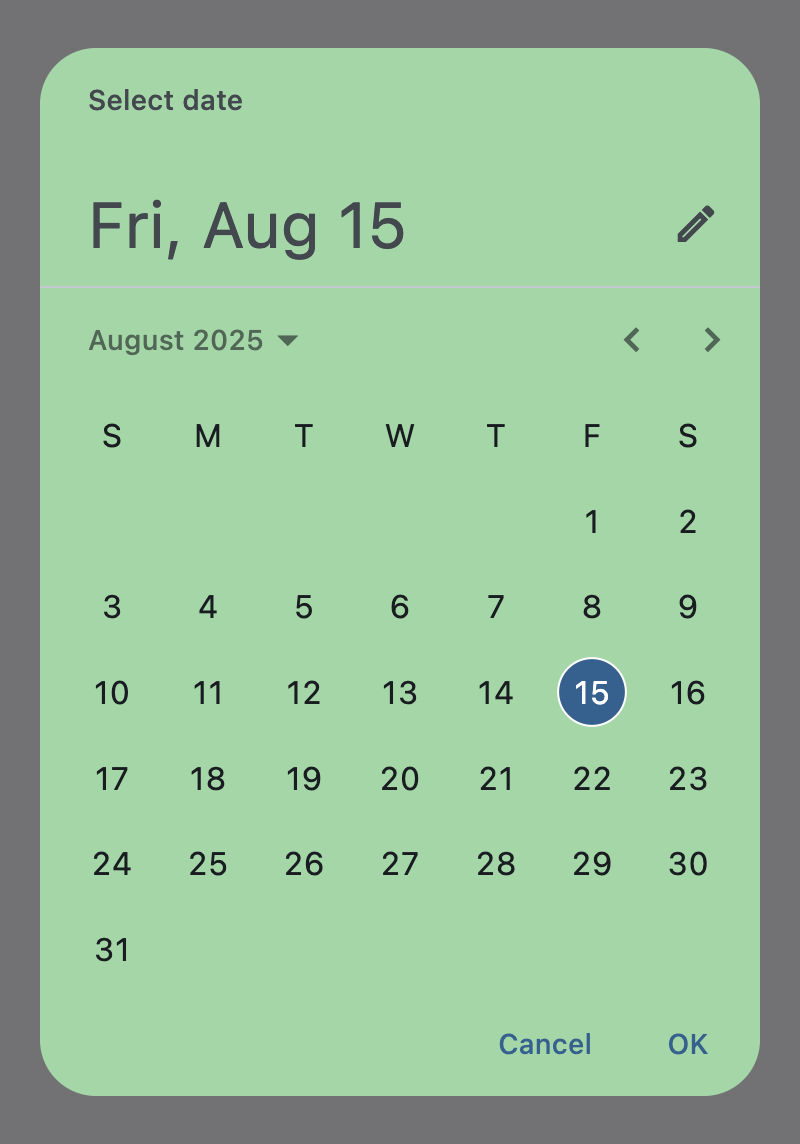 Select date
Fri, Aug 15
August 2025
S M T W T F S
1 2
3 4 5 6 7 8 9
10 11 12 13 14 15 16
17 18 19 20 21 22 23
24 25 26 27 28 29 30
31
Cancel OK